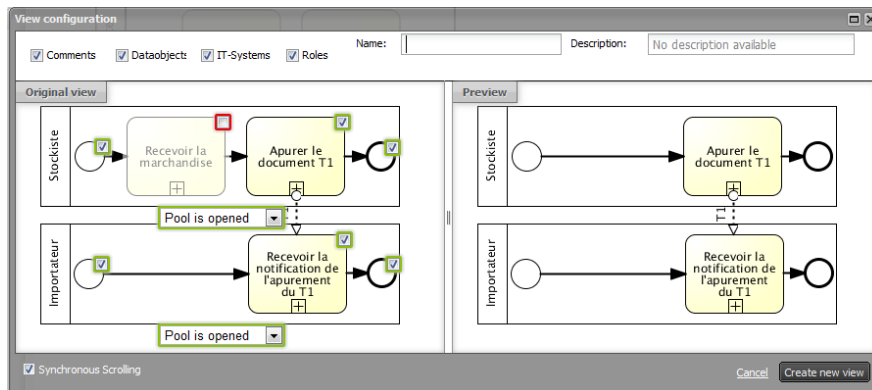 View configuration
Comments
Dataobjects
IT-Systems
Roles
Name:
Description:
No description available
Original view
Preview
Stockiste
Recevoir la
marchandise
Apurer le
document T1
Pool is opened
Importateur
Recevoir la
notification de
l'apurement
du T1
Pool is opened
Stockiste
Apurer le
document T1
T1
Importateur
Recevoir la
notification de
l'apurement
du T1
Synchronous Scrolling
Cancel
Create new view